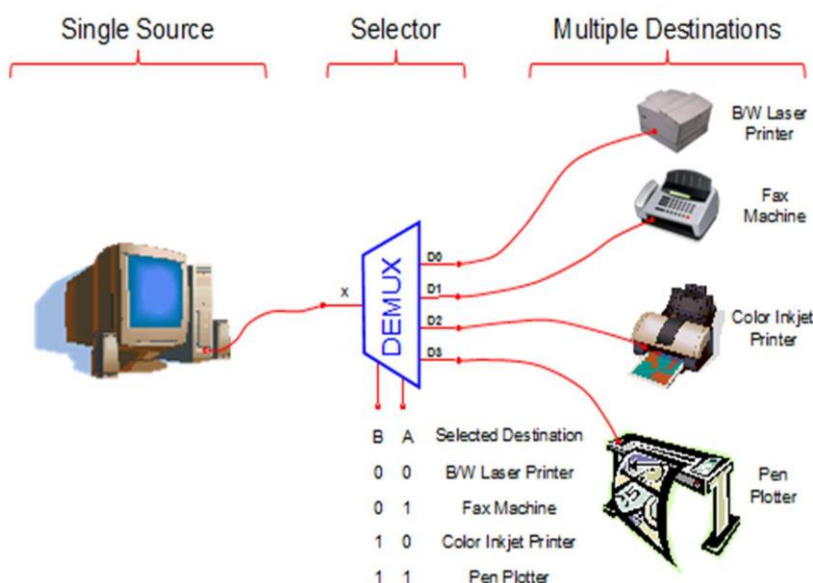 Single Source
Selector
Multiple Destinations
B/W Laser
Printer
Fax
Machine
D0
D1
X
DEMUX
D2
D3
Color Inkjet
Printer
B A Selected Destination
0 0 B/W Laser Printer
0 1 Fax Machine
1 0 Color Inkjet Printer
1 1 Pen Plotter
Pen
Plotter